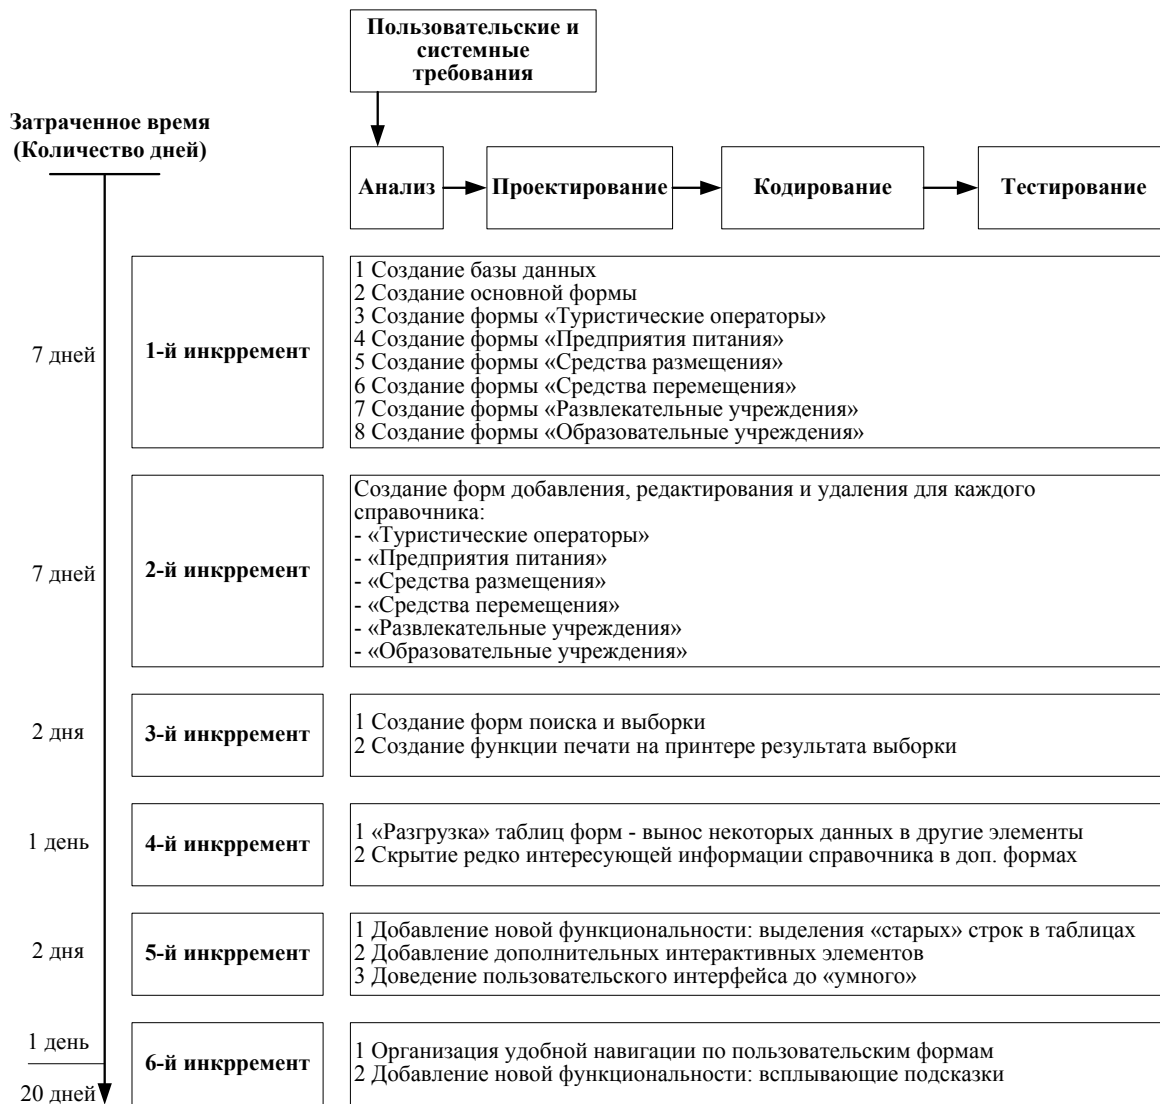 Пользовательские и
системные
требования
Затраченное время
(Количество дней)
Анализ
Проектирование
Кодирование
Тестирование
7 дней
1-й инкрремент
1 Создание базы данных
2 Создание основной формы
3 Создание формы «Туристические операторы»
4 Создание формы «Предприятия питания»
5 Создание формы «Средства размещения»
6 Создание формы «Средства перемещения»
7 Создание формы «Развлекательные учреждения»
8 Создание формы «Образовательные учреждения»
7 дней
2-й инкрремент
Создание форм добавления, редактирования и удаления для каждого
справочника:
- «Туристические операторы»
- «Предприятия питания»
- «Средства размещения»
- «Средства перемещения»
- «Развлекательные учреждения»
- «Образовательные учреждения»
2 дня
3-й инкрремент
1 Создание форм поиска и выборки
2 Создание функции печати на принтере результата выборки
1 день
4-й инкрремент
1 «Разгрузка» таблиц форм - вынос некоторых данных в другие элементы
2 Скрытие редко интересующей информации справочника в доп. формах
2 дня
5-й инкрремент
1 Добавление новой функциональности: выделения «старых» строк в таблицах
2 Добавление дополнительных интерактивных элементов
3 Доведение пользовательского интерфейса до «умного»
1 день
6-й инкрремент
1 Организация удобной навигации по пользовательским формам
2 Добавление новой функциональности: всплывающие подсказки
20 дней